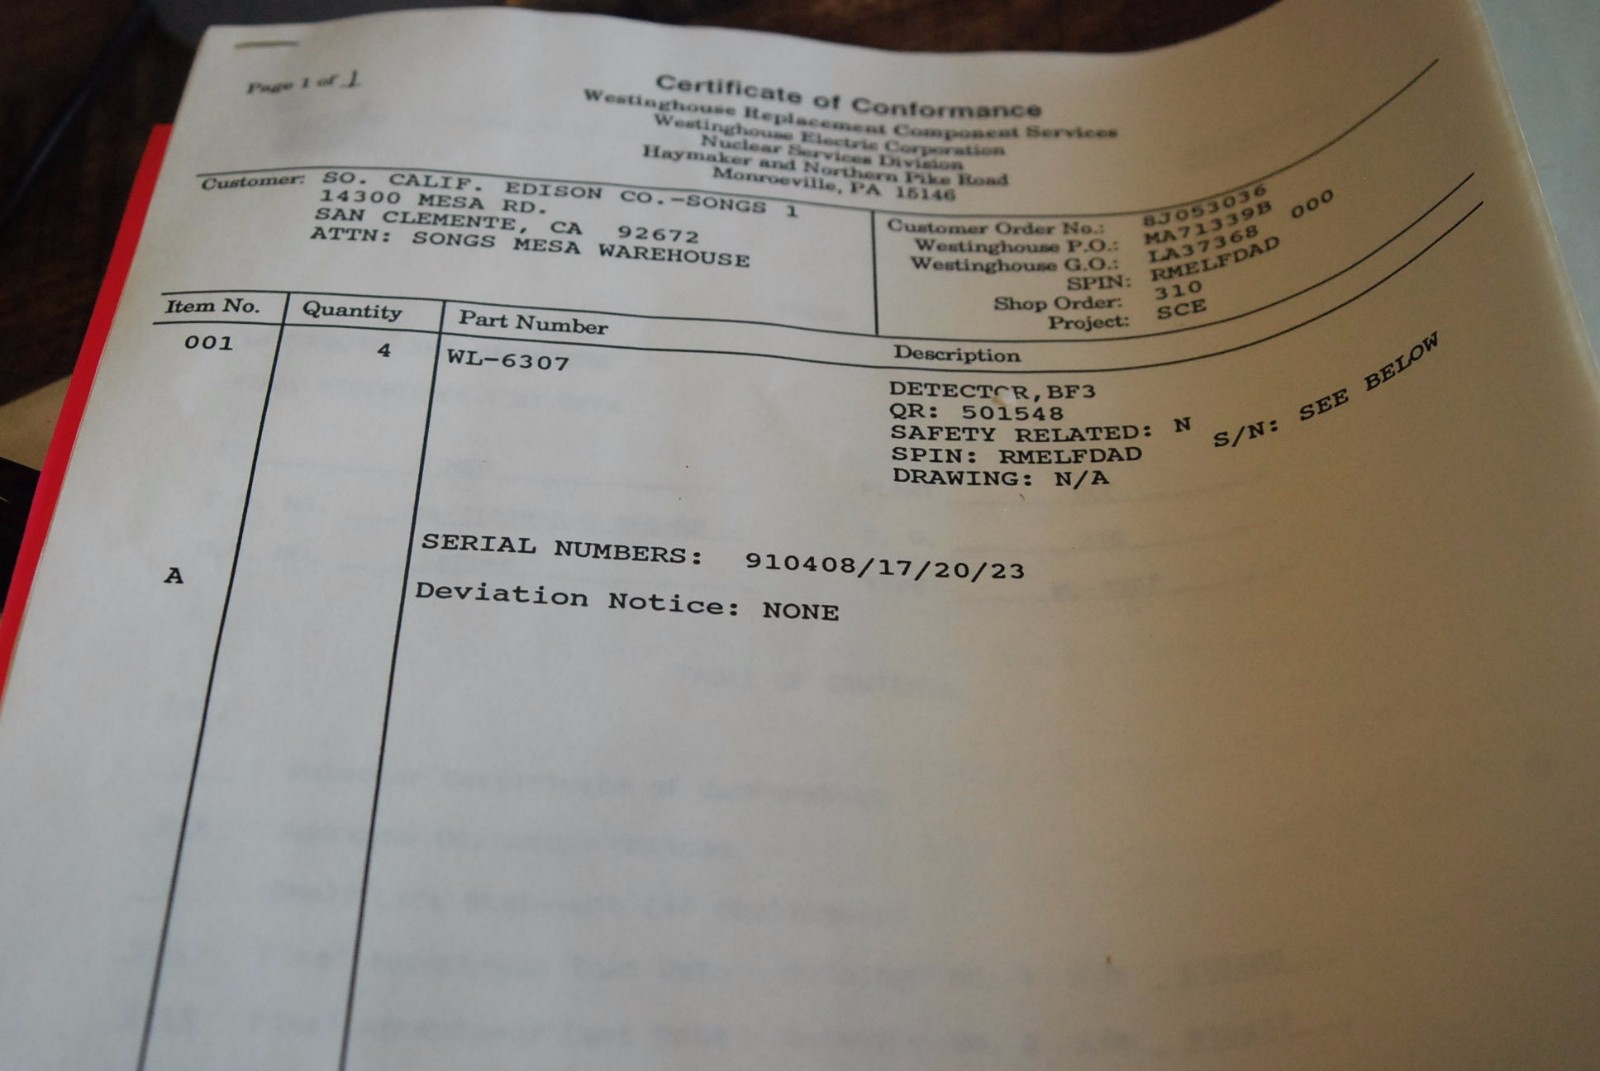 Page 1 of 1
Certificate of Conformance
Westinghouse Replacement Component Services
Westinghouse Electric Corporation
Nuclear Services Division
Haymaker and Northern Pike Road
Monroeville, PA 15146
Customer: SO. CALIF. EDISON CO.-SONGS 1
14300 MESA RD.
SAN CLEMENTE, CA 92672
ATTN: SONGS MESA WAREHOUSE
Customer Order No.: 8J053036
Westinghouse P.O.: MA71339B 000
Westinghouse G.O.: LA37368
SPIN: RMELFDAD
Shop Order: 310
Project: SCE
Item No. Quantity Part Number Description
001 4 WL-6307
DETECTOR,BF3
QR: 501548
SAFETY RELATED: N S/N: SEE BELOW
SPIN: RMELFDAD
DRAWING: N/A
SERIAL NUMBERS: 910408/17/20/23
A Deviation Notice: NONE